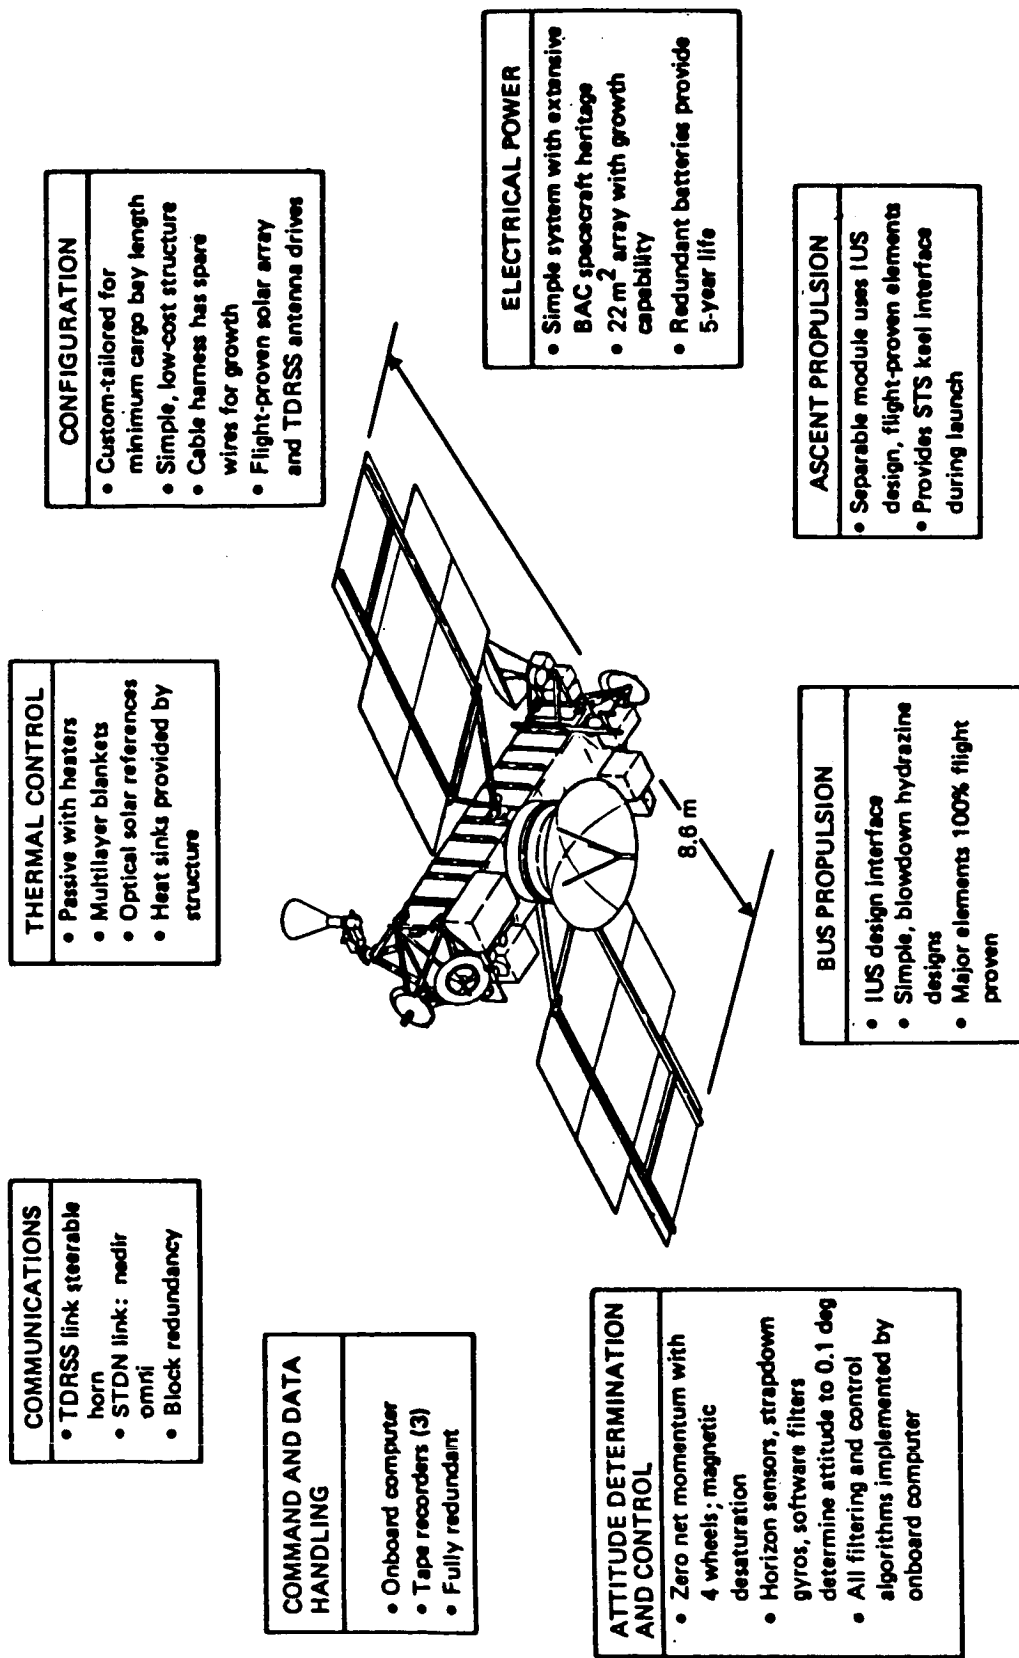 COMMUNICATIONS
• TDRSS link steerable
horn
• STDN link: nadir
omni
• Block redundancy
THERMAL CONTROL
• Passive with heaters
• Multilayer blankets
• Optical solar references
• Heat sinks provided by
structure
CONFIGURATION
• Custom-tailored for
minimum cargo bay length
• Simple, low-cost structure
• Cable harness has spare
wires for growth
• Flight-proven solar array
and TDRSS antenna drives
COMMAND AND DATA
HANDLING
• Onboard computer
• Tape recorders (3)
• Fully redundant
ELECTRICAL POWER
• Simple system with extensive
BAC spacecraft heritage
• 22 m² array with growth
capability
• Redundant batteries provide
5-year life
8.6 m
ATTITUDE DETERMINATION
AND CONTROL
• Zero net momentum with
4 wheels; magnetic
desaturation
• Horizon sensors, strapdown
gyros, software filters
determine attitude to 0.1 deg
• All filtering and control
algorithms implemented by
onboard computer
BUS PROPULSION
• IUS design interface
• Simple, blowdown hydrazine
designs
• Major elements 100% flight
proven
ASCENT PROPULSION
• Separable module uses IUS
design, flight-proven elements
• Provides STS keel interface
during launch